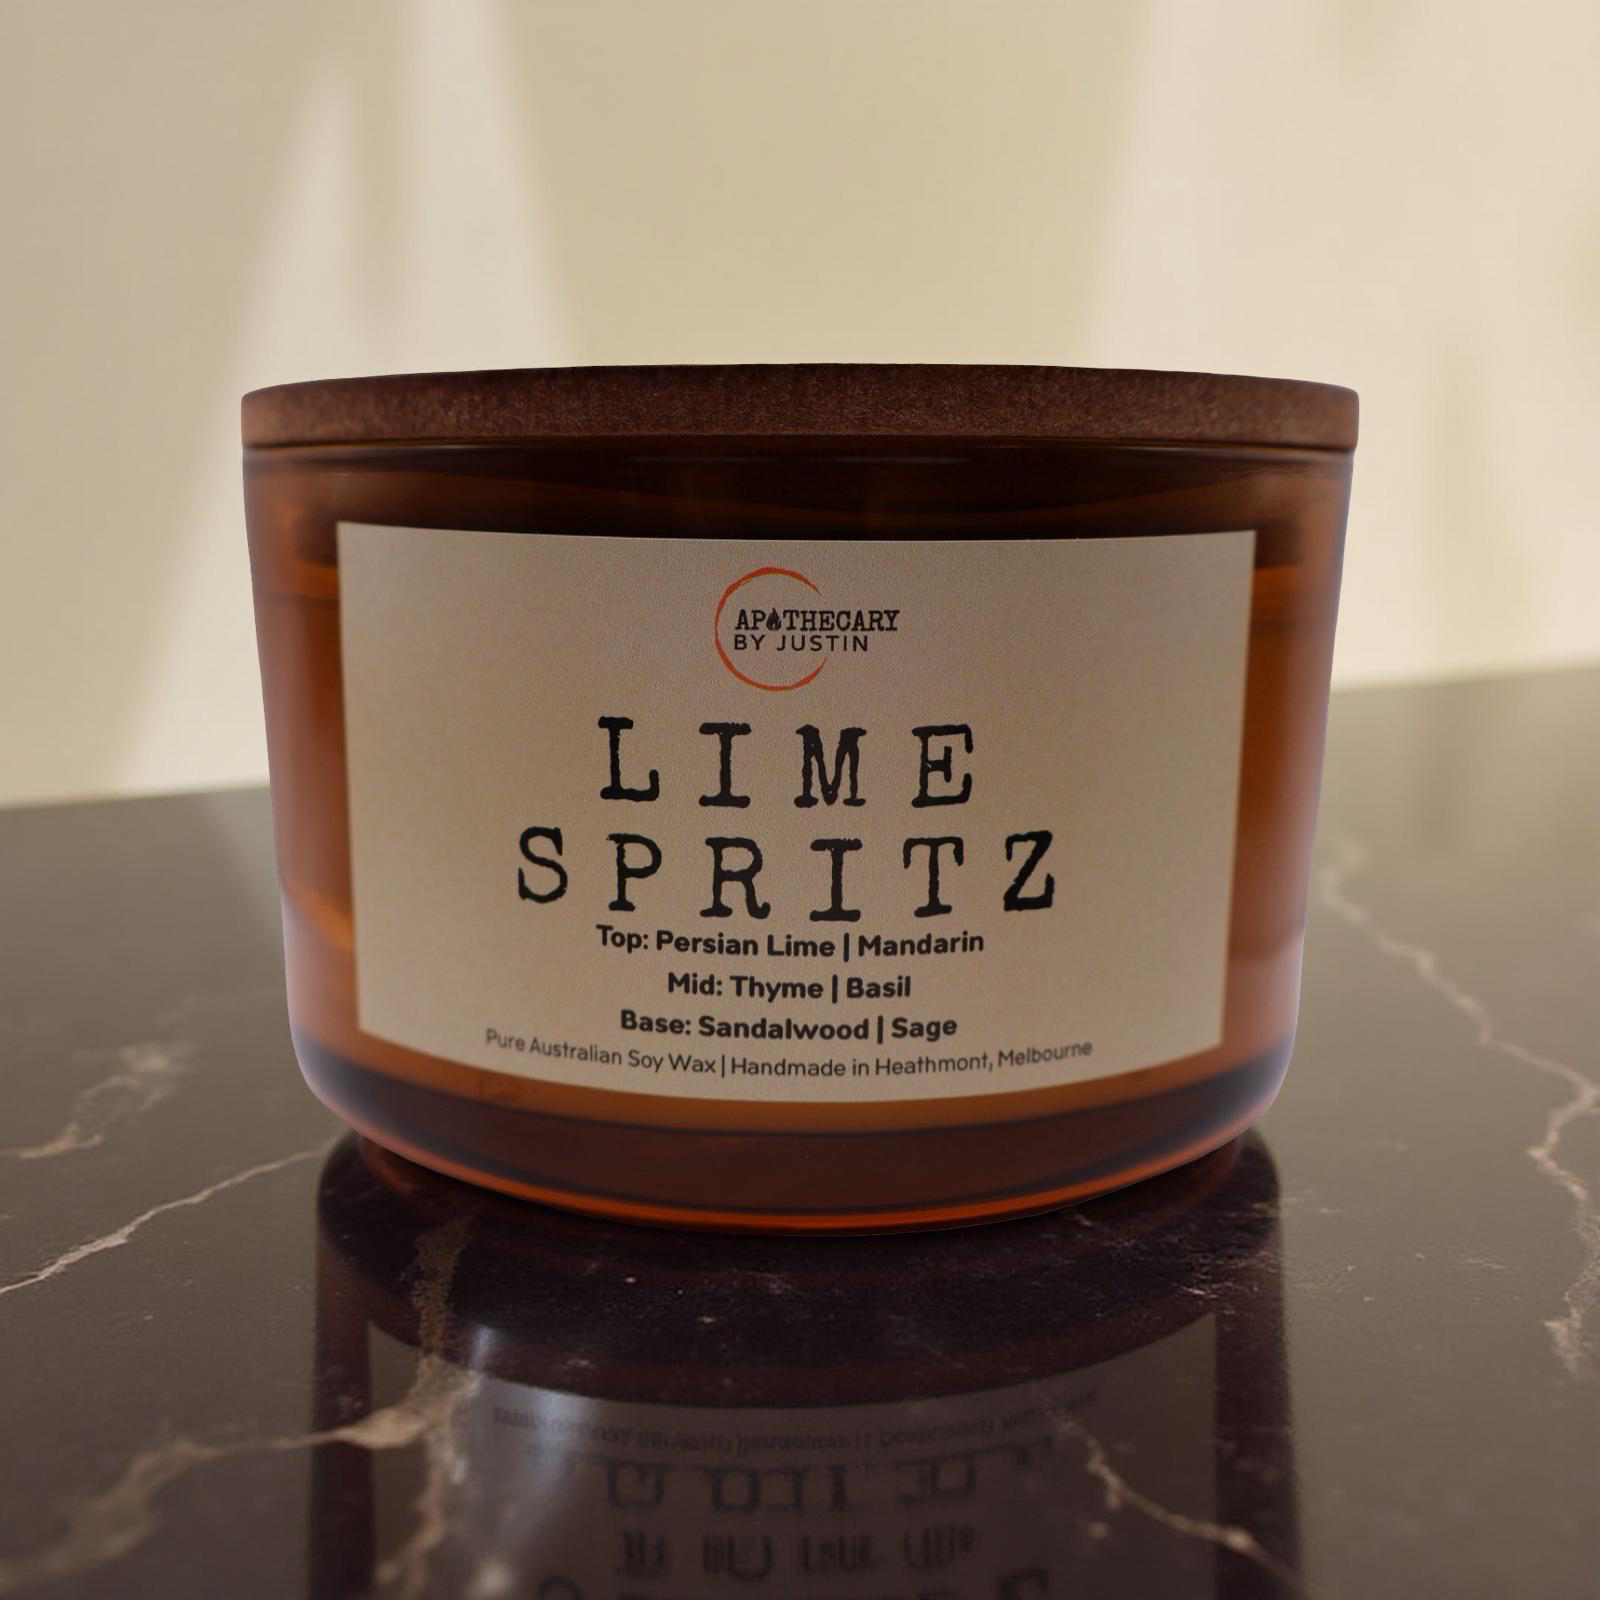 APOTHECARY
BY JUSTIN
LIME
SPRITZ
Top: Persian Lime | Mandarin
Mid: Thyme | Basil
Base: Sandalwood | Sage
Pure Australian Soy Wax | Handmade in Heathmont, Melbourne